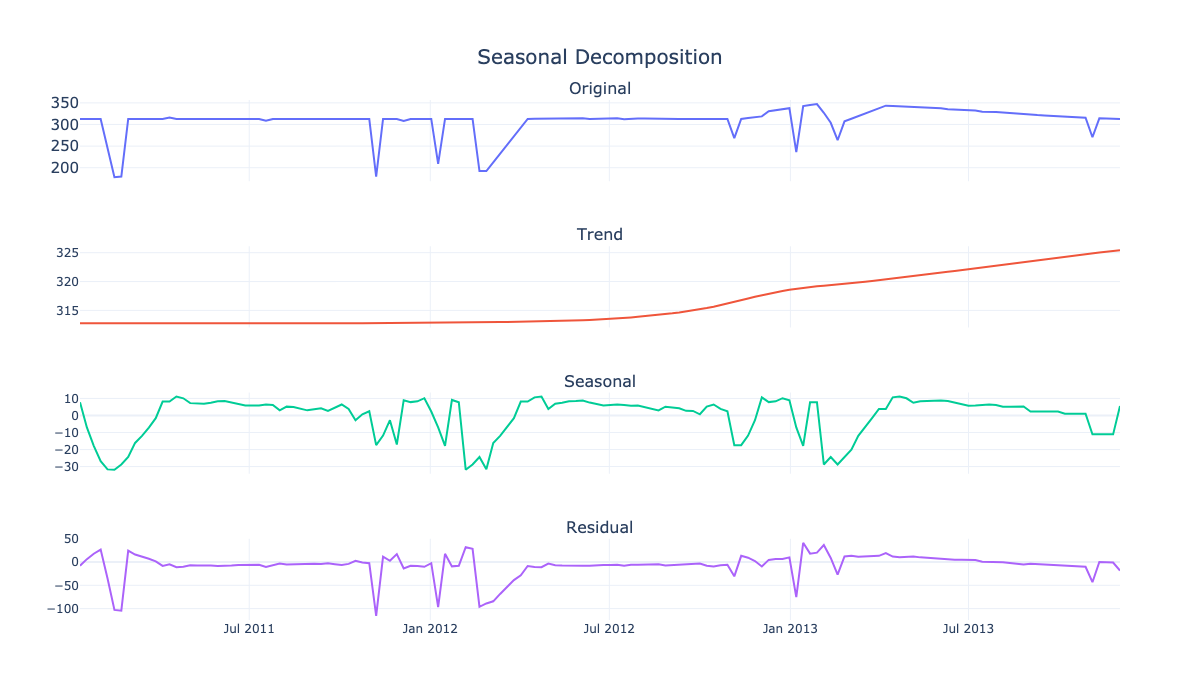 Seasonal Decomposition
Original
350
300
250
200
Trend
325
320
315
Seasonal
10
0
−10
−20
−30
Residual
50
0
−50
−100
Jul 2011 Jan 2012 Jul 2012 Jan 2013 Jul 2013